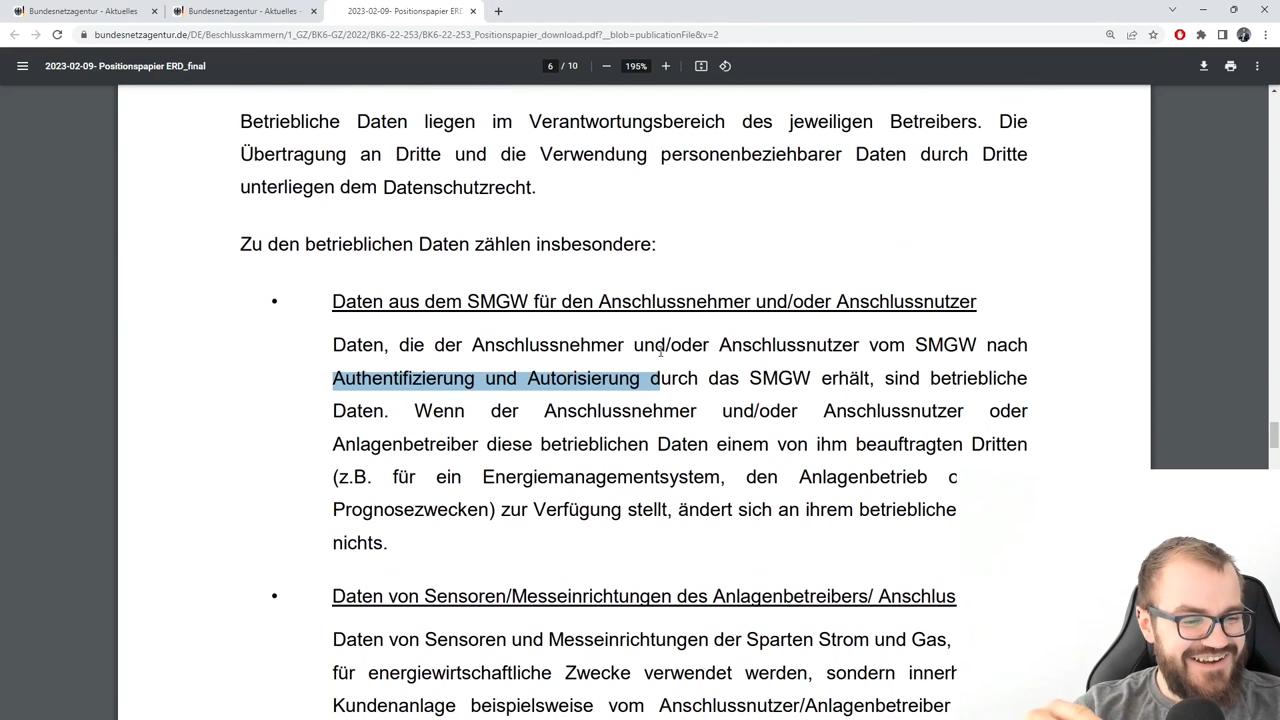 Bundesnetzagentur - Aktuelles
Bundesnetzagentur - Aktuelles -
2023-02-09- Positionspapier ERD
bundesnetzagentur.de/DE/Beschlusskammern/1_GZ/BK6-GZ/2022/BK6-22-253/BK6-22-253_Positionspapier_download.pdf?__blob=publicationFile&v=2
2023-02-09- Positionspapier ERD_final
6 / 10
195%
Betriebliche Daten liegen im Verantwortungsbereich des jeweiligen Betreibers. Die
Übertragung an Dritte und die Verwendung personenbeziehbarer Daten durch Dritte
unterliegen dem Datenschutzrecht.
Zu den betrieblichen Daten zählen insbesondere:
• Daten aus dem SMGW für den Anschlussnehmer und/oder Anschlussnutzer
Daten, die der Anschlussnehmer und/oder Anschlussnutzer vom SMGW nach
Authentifizierung und Autorisierung durch das SMGW erhält, sind betriebliche
Daten. Wenn der Anschlussnehmer und/oder Anschlussnutzer oder
Anlagenbetreiber diese betrieblichen Daten einem von ihm beauftragten Dritten
(z.B. für ein Energiemanagementsystem, den Anlagenbetrieb
Prognosezwecken) zur Verfügung stellt, ändert sich an ihrem betriebliche
nichts.
• Daten von Sensoren/Messeinrichtungen des Anlagenbetreibers/ Anschlus
Daten von Sensoren und Messeinrichtungen der Sparten Strom und Gas,
für energiewirtschaftliche Zwecke verwendet werden, sondern inner
Kundenanlage beispielsweise vom Anschlussnutzer/Anlagenbetreiber